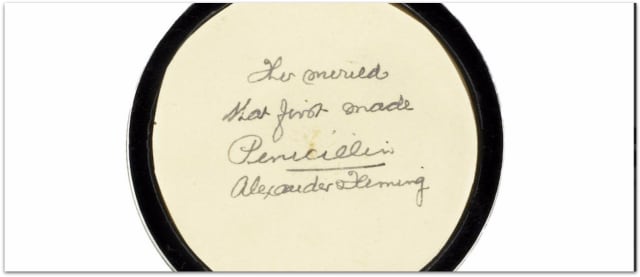 The mould
that first made
Penicillin
Alexander Fleming